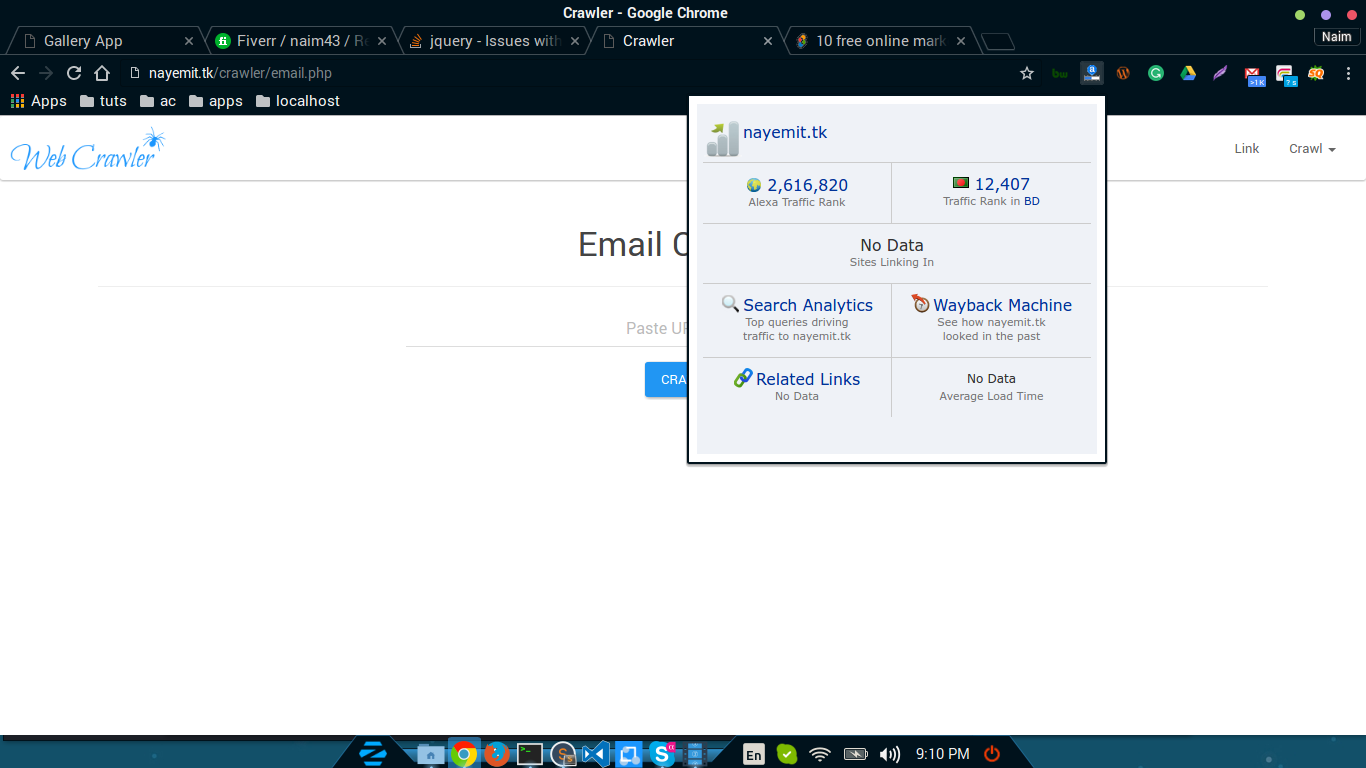 Crawler - Google Chrome
Gallery App
Fiverr / naim43 / Re
jquery - Issues with
Crawler
10 free online mark
Naim
nayemit.tk/crawler/email.php
bw
>1K
? s
SQ
Apps
tuts
ac
apps
localhost
Web Crawler
Link
Crawl
Email C
Paste UR
CRA
nayemit.tk
2,616,820
Alexa Traffic Rank
12,407
Traffic Rank in BD
No Data
Sites Linking In
Search Analytics
Top queries driving
traffic to nayemit.tk
Wayback Machine
See how nayemit.tk
looked in the past
Related Links
No Data
No Data
Average Load Time
En
9:10 PM